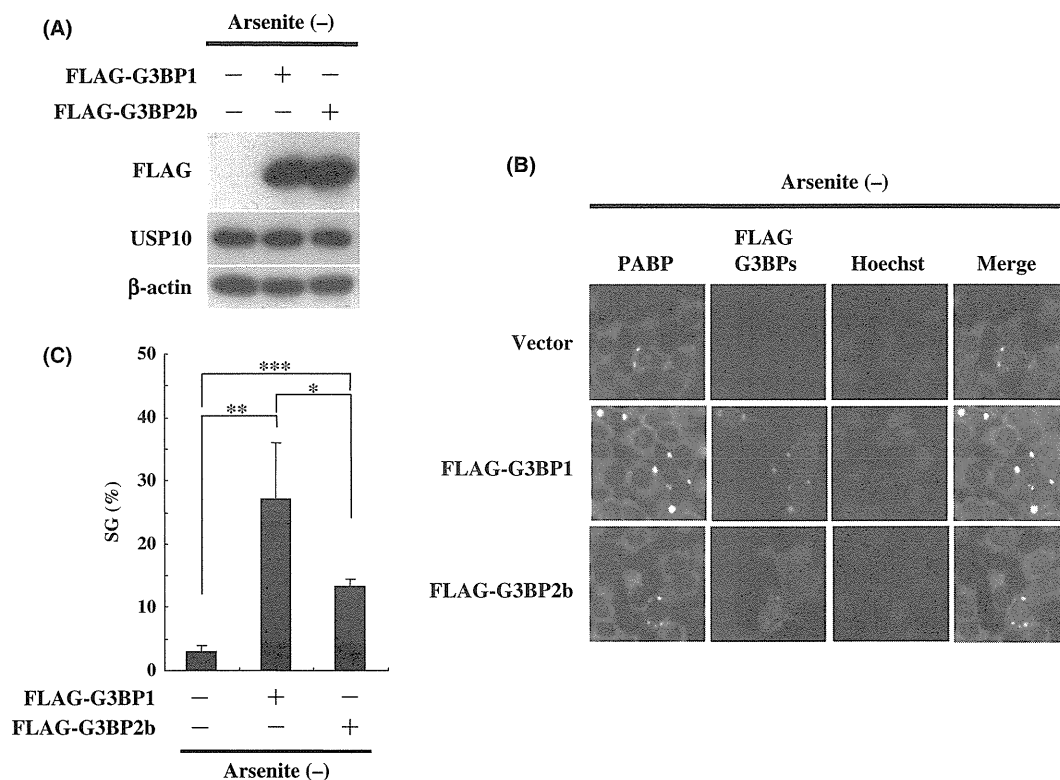 (A)
Arsenite (–)
FLAG-G3BP1 – + –
FLAG-G3BP2b – – +
FLAG
USP10
β-actin
(B)
Arsenite (–)
PABP FLAG G3BPs Hoechst Merge
Vector
FLAG-G3BP1
FLAG-G3BP2b
(C)
50
40
30
20
10
0
SG (%)
***
**
*
FLAG-G3BP1 – + –
FLAG-G3BP2b – – +
Arsenite (–)